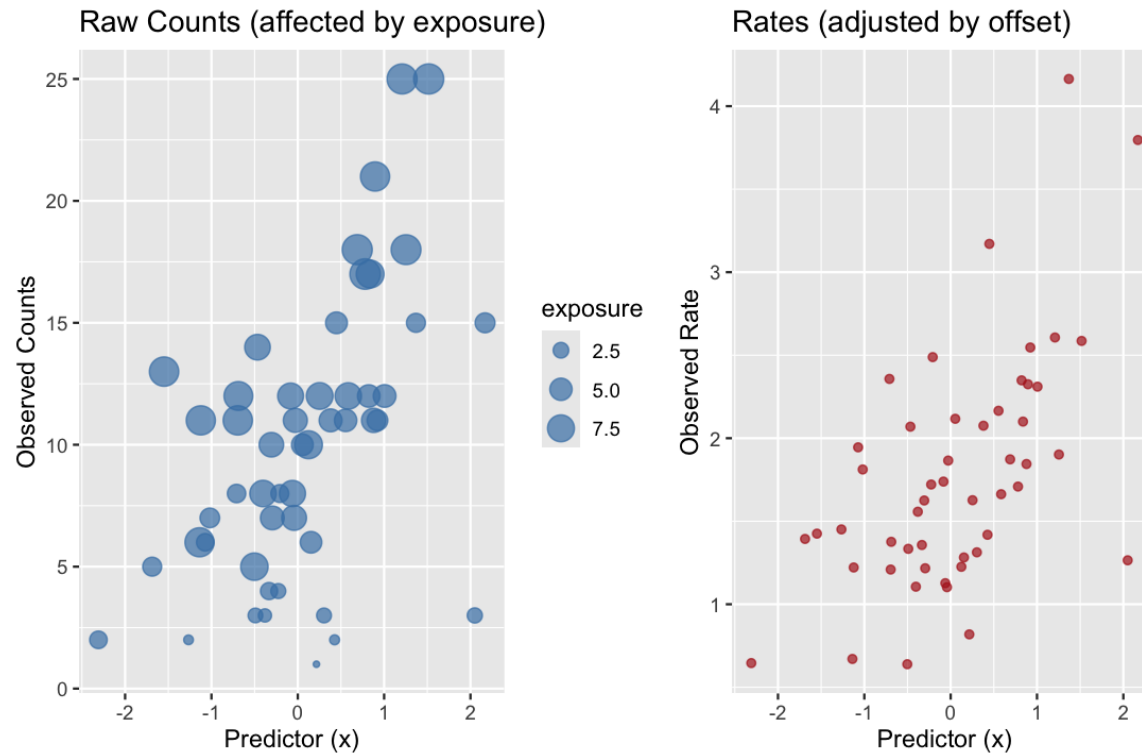 Raw Counts (affected by exposure)
Observed Counts
25
20
15
10
5
0
-2 -1 0 1 2
Predictor (x)
exposure
2.5
5.0
7.5
Rates (adjusted by offset)
Observed Rate
4
3
2
1
-2 -1 0 1 2
Predictor (x)